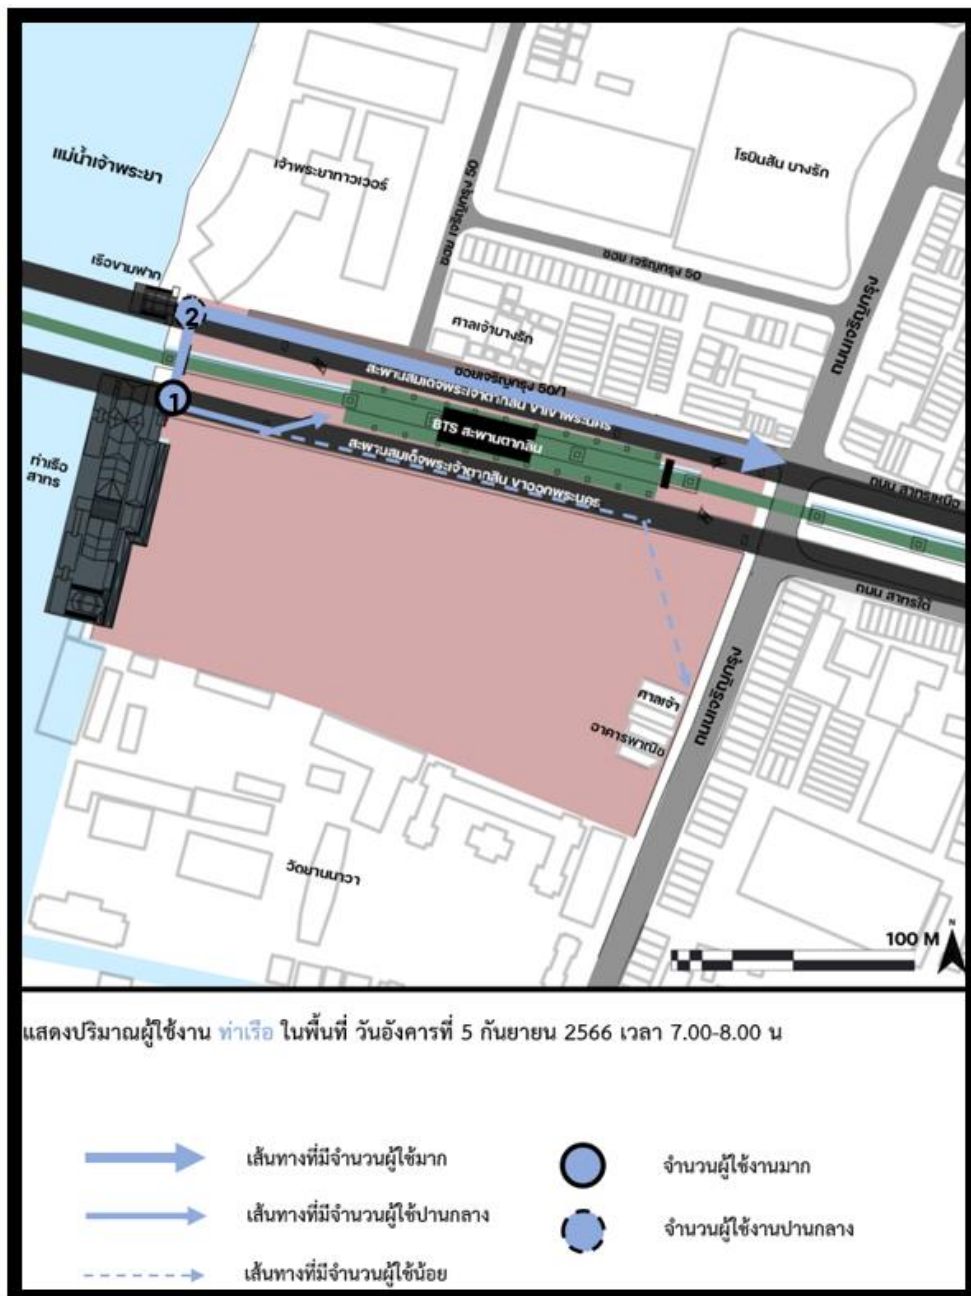 แม่น้ำเจ้าพระยา
เจ้าพระยาทาวเวอร์
โรบินสัน บางรัก
ซอย เจริญกรุง 50
ซอย เจริญกรุง 50
เรือข้ามฟาก
ศาลเจ้าบางรัก
ถนนเจริญกรุง
2
ซอยเจริญกรุง 50/1
สะพานสมเด็จพระเจ้าตากสิน ขาเข้าพระนคร
1
BTS สะพานตากสิน
สะพานสมเด็จพระเจ้าตากสิน ขาออกพระนคร
ท่าเรือ
สาทร
ถนน สาทรเหนือ
ถนน สาทรใต้
ถนนเจริญกรุง
ศาลเจ้า
อาคารพาณิช
วัดยานนาวา
N
100 M
แสดงปริมาณผู้ใช้งาน ท่าเรือ ในพื้นที่ วันอังคารที่ 5 กันยายน 2566 เวลา 7.00-8.00 น
เส้นทางที่มีจำนวนผู้ใช้มาก
จำนวนผู้ใช้งานมาก
เส้นทางที่มีจำนวนผู้ใช้ปานกลาง
จำนวนผู้ใช้งานปานกลาง
เส้นทางที่มีจำนวนผู้ใช้น้อย